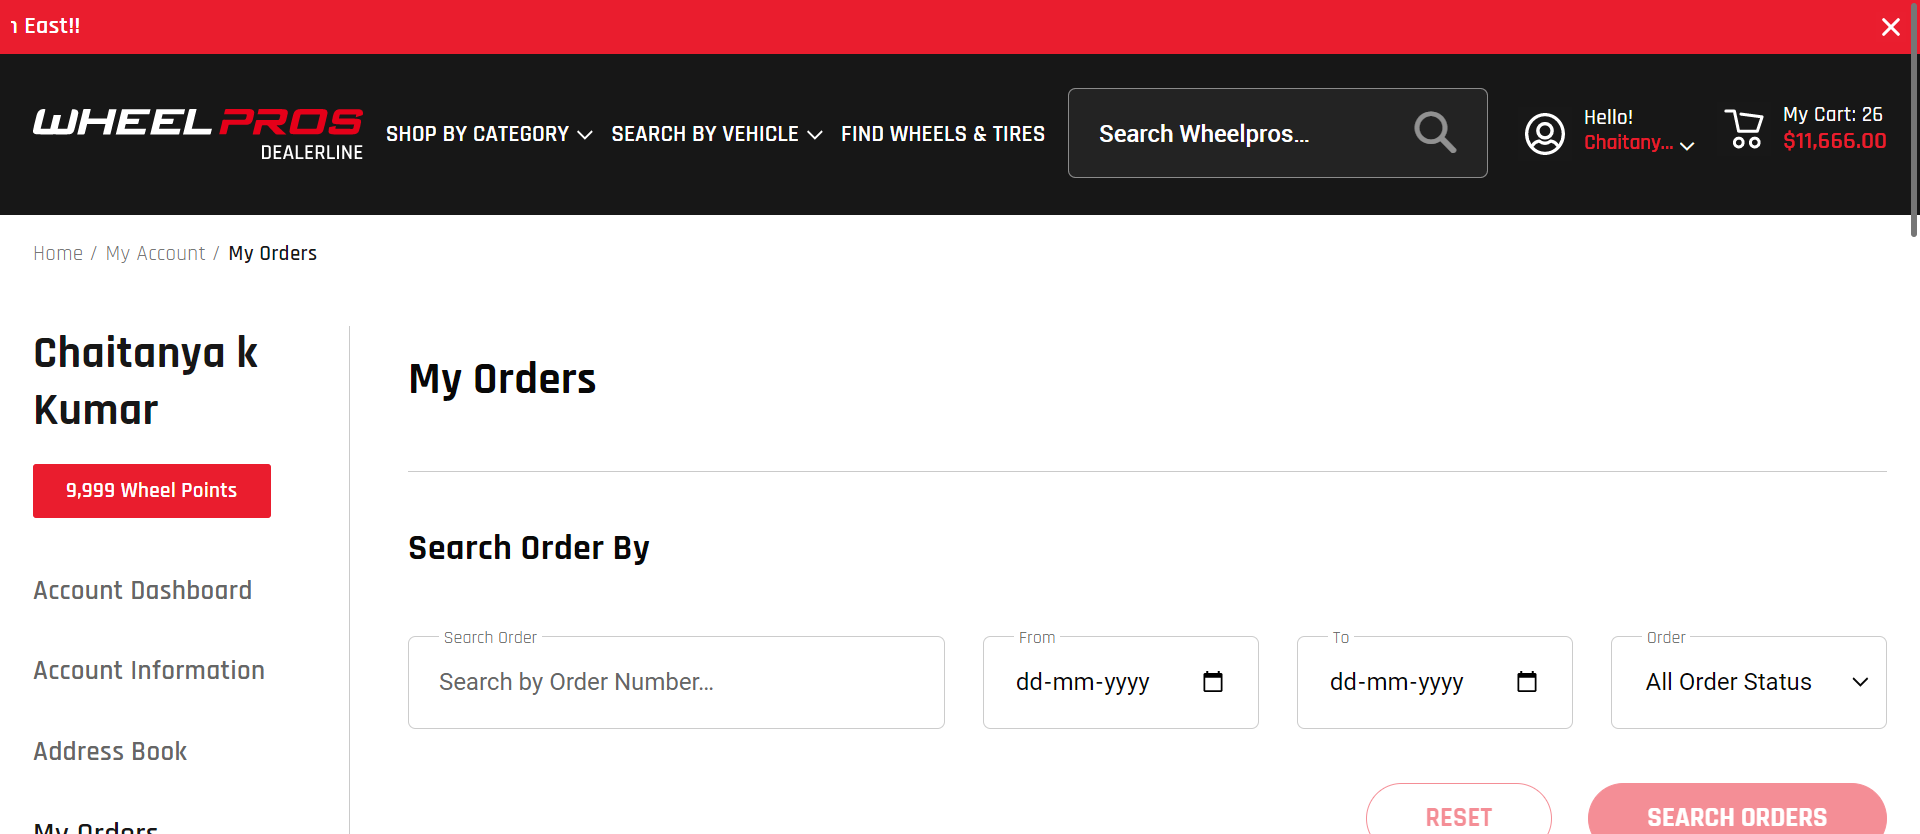 East!!
WHEEL PROS
DEALERLINE
SHOP BY CATEGORY
SEARCH BY VEHICLE
FIND WHEELS & TIRES
Search Wheelpros...
Hello!
Chaitany...
My Cart: 26
$11,666.00
Home / My Account / My Orders
Chaitanya k
Kumar
9,999 Wheel Points
Account Dashboard
Account Information
Address Book
My Orders
My Orders
Search Order By
Search Order
Search by Order Number...
From
dd-mm-yyyy
To
dd-mm-yyyy
Order
All Order Status
RESET
SEARCH ORDERS